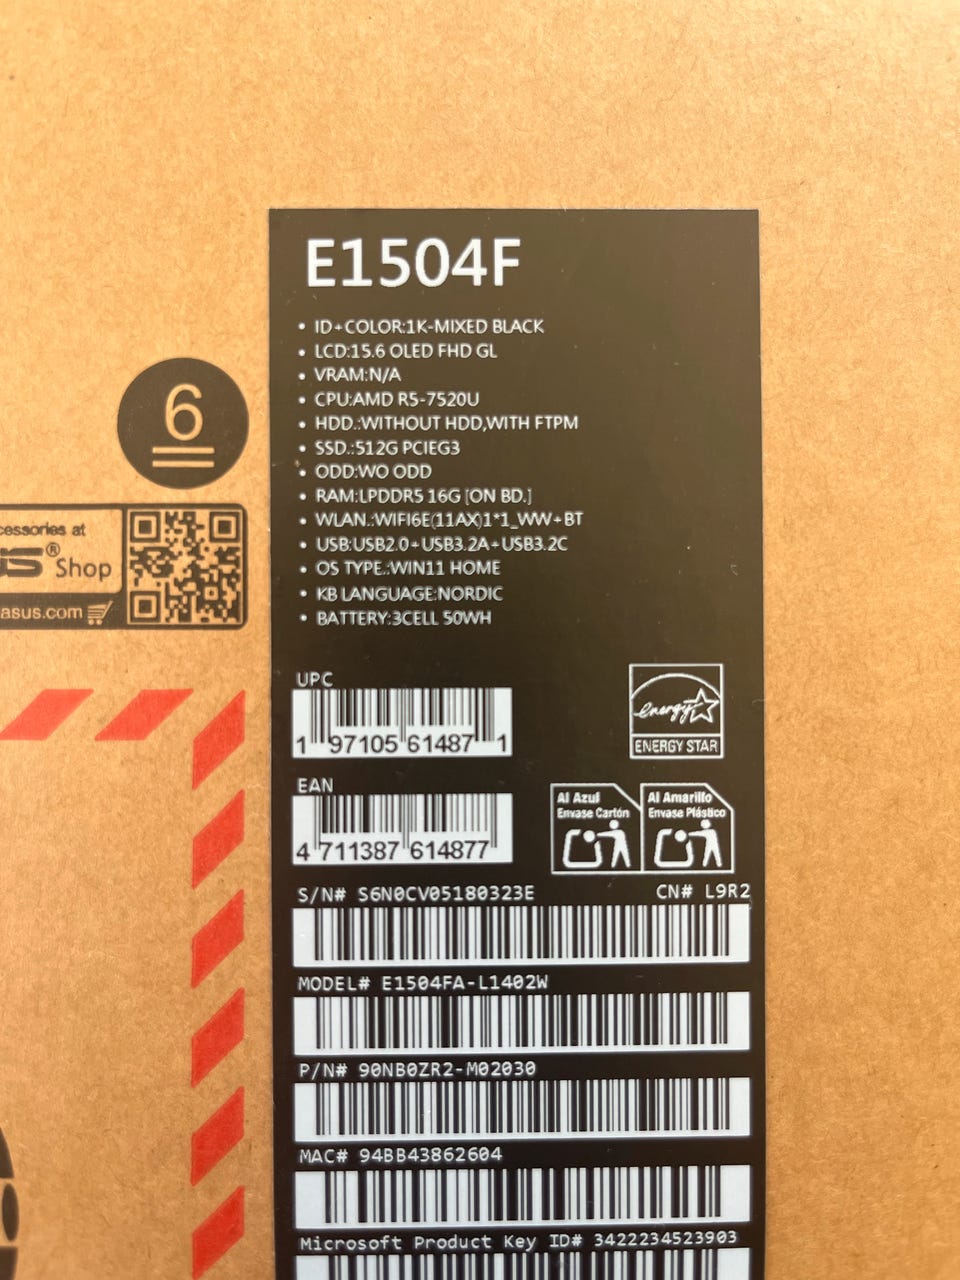 E1504F
• ID+COLOR:1K-MIXED BLACK
• LCD:15.6 OLED FHD GL
• VRAM:N/A
• CPU:AMD R5-7520U
• HDD.:WITHOUT HDD,WITH FTPM
• SSD.:512G PCIEG3
• ODD:WO ODD
• RAM:LPDDR5 16G [ON BD.]
• WLAN.:WIFI6E(11AX)1*1_WW+BT
• USB:USB2.0+USB3.2A+USB3.2C
• OS TYPE.:WIN11 HOME
• KB LANGUAGE:NORDIC
• BATTERY:3CELL 50WH
6
cessories at
US® Shop
asus.com
UPC
1 97105 61487 1
energy
ENERGY STAR
EAN
4 711387 614877
Al Azul
Envase Cartón
Al Amarillo
Envase Plástico
S/N# S6N0CV05180323E CN# L9R2
MODEL# E1504FA-L1402W
P/N# 90NB0ZR2-M02030
MAC# 94BB43862604
Microsoft Product Key ID# 3422234523903